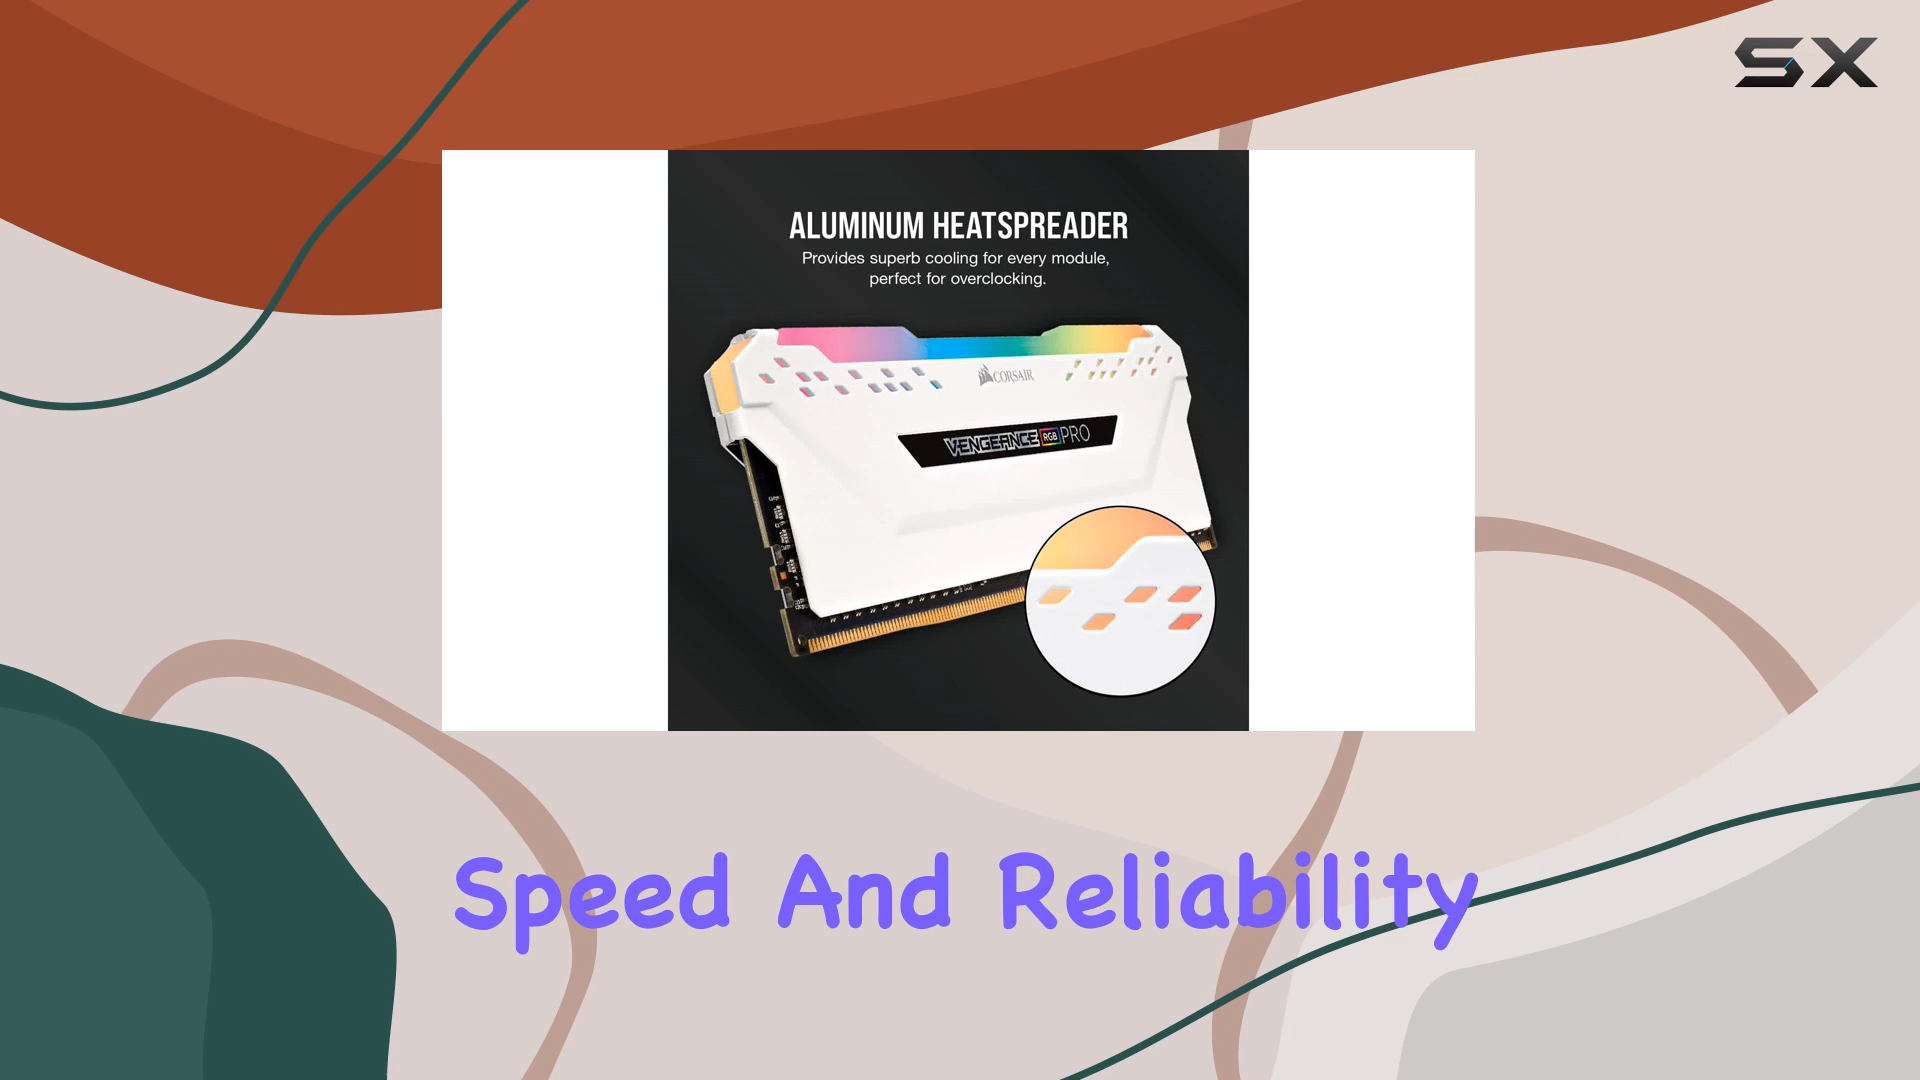 SX
ALUMINUM HEATSPREADER
Provides superb cooling for every module,
perfect for overclocking.
CORSAIR
VENGEANCE RGB PRO
Speed And Reliability